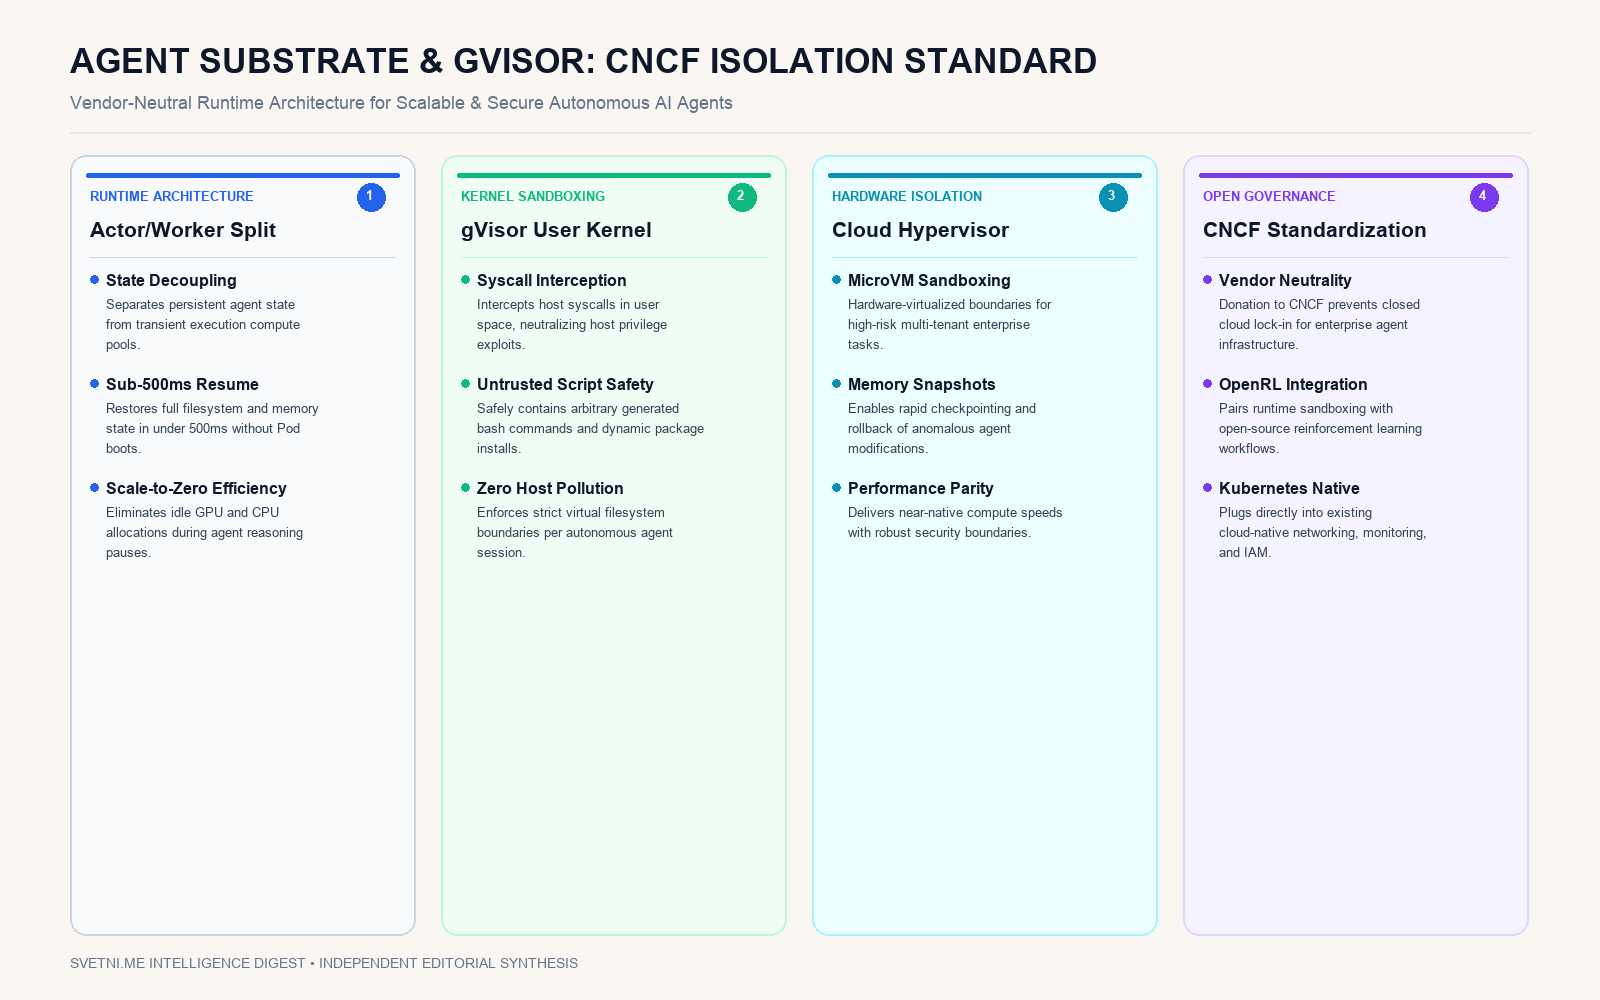 AGENT SUBSTRATE & GVISOR: CNCF ISOLATION STANDARD
Vendor-Neutral Runtime Architecture for Scalable & Secure Autonomous AI Agents
RUNTIME ARCHITECTURE
1
Actor/Worker Split
State Decoupling
Separates persistent agent state
from transient execution compute
pools.
Sub-500ms Resume
Restores full filesystem and memory
state in under 500ms without Pod
boots.
Scale-to-Zero Efficiency
Eliminates idle GPU and CPU
allocations during agent reasoning
pauses.
KERNEL SANDBOXING
2
gVisor User Kernel
Syscall Interception
Intercepts host syscalls in user
space, neutralizing host privilege
exploits.
Untrusted Script Safety
Safely contains arbitrary generated
bash commands and dynamic package
installs.
Zero Host Pollution
Enforces strict virtual filesystem
boundaries per autonomous agent
session.
HARDWARE ISOLATION
3
Cloud Hypervisor
MicroVM Sandboxing
Hardware-virtualized boundaries for
high-risk multi-tenant enterprise
tasks.
Memory Snapshots
Enables rapid checkpointing and
rollback of anomalous agent
modifications.
Performance Parity
Delivers near-native compute speeds
with robust security boundaries.
OPEN GOVERNANCE
4
CNCF Standardization
Vendor Neutrality
Donation to CNCF prevents closed
cloud lock-in for enterprise agent
infrastructure.
OpenRL Integration
Pairs runtime sandboxing with
open-source reinforcement learning
workflows.
Kubernetes Native
Plugs directly into existing
cloud-native networking, monitoring,
and IAM.
SVETNI.ME INTELLIGENCE DIGEST • INDEPENDENT EDITORIAL SYNTHESIS